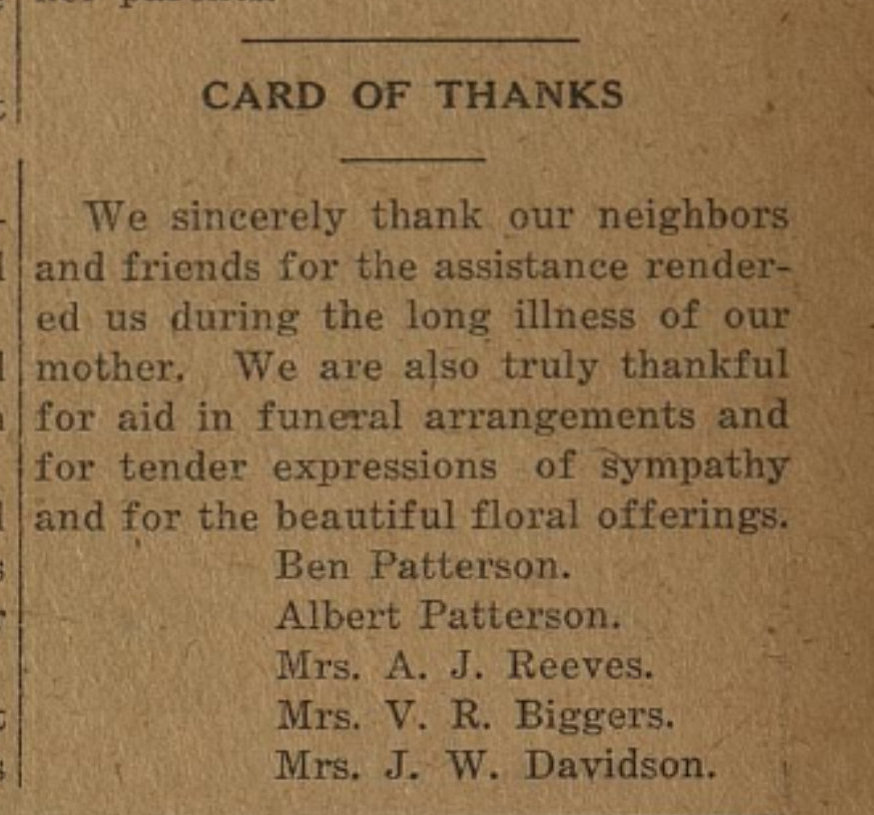 CARD OF THANKS
We sincerely thank our neighbors
and friends for the assistance render-
ed us during the long illness of our
mother. We are also truly thankful
for aid in funeral arrangements and
for tender expressions of sympathy
and for the beautiful floral offerings.
Ben Patterson.
Albert Patterson.
Mrs. A. J. Reeves.
Mrs. V. R. Biggers.
Mrs. J. W. Davidson.